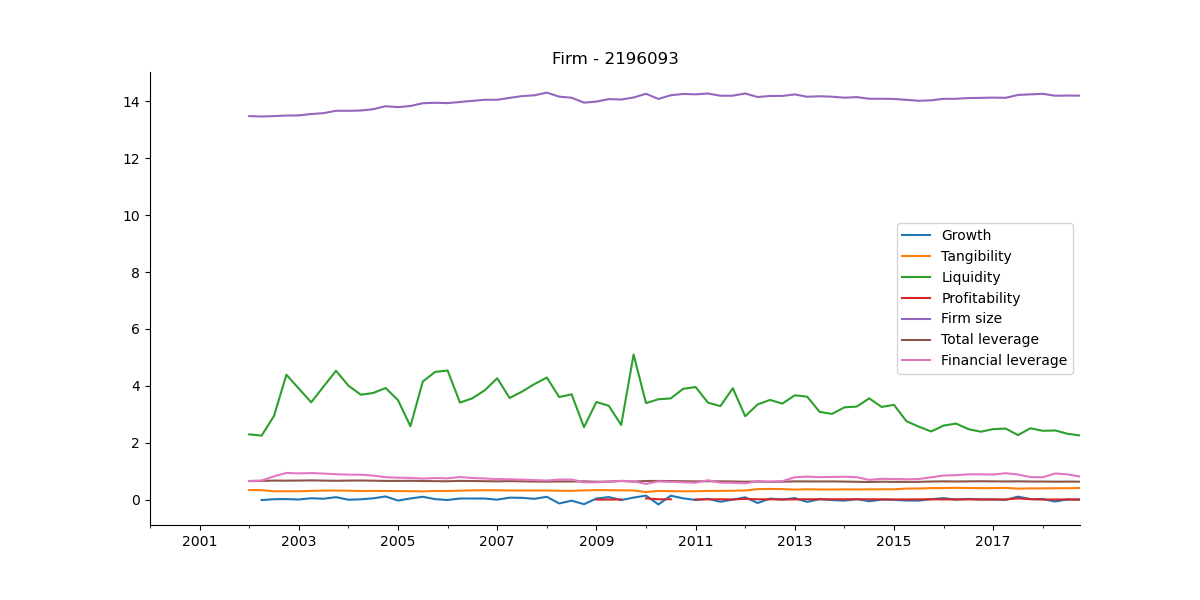 Firm - 2196093
14
12
10
8
6
4
2
0
Growth
Tangibility
Liquidity
Profitability
Firm size
Total leverage
Financial leverage
2001 2003 2005 2007 2009 2011 2013 2015 2017